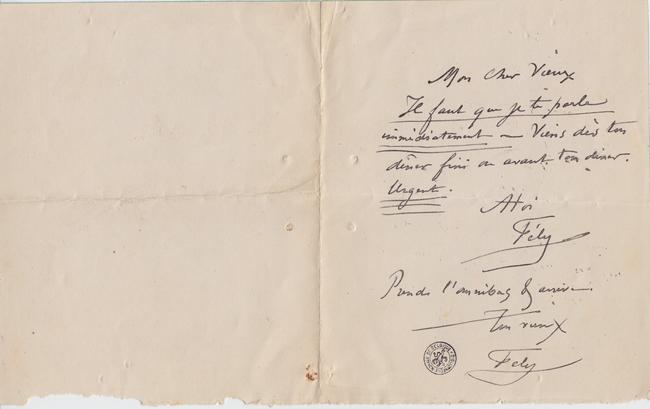 Mon cher Vieux
Il faut que je te parle
immédiatement – Viens dès ton
dîner fini ou avant ton dîner.
Urgent.
A toi
Fély
Prends l'omnibus & arrive
Ton vieux
Fély